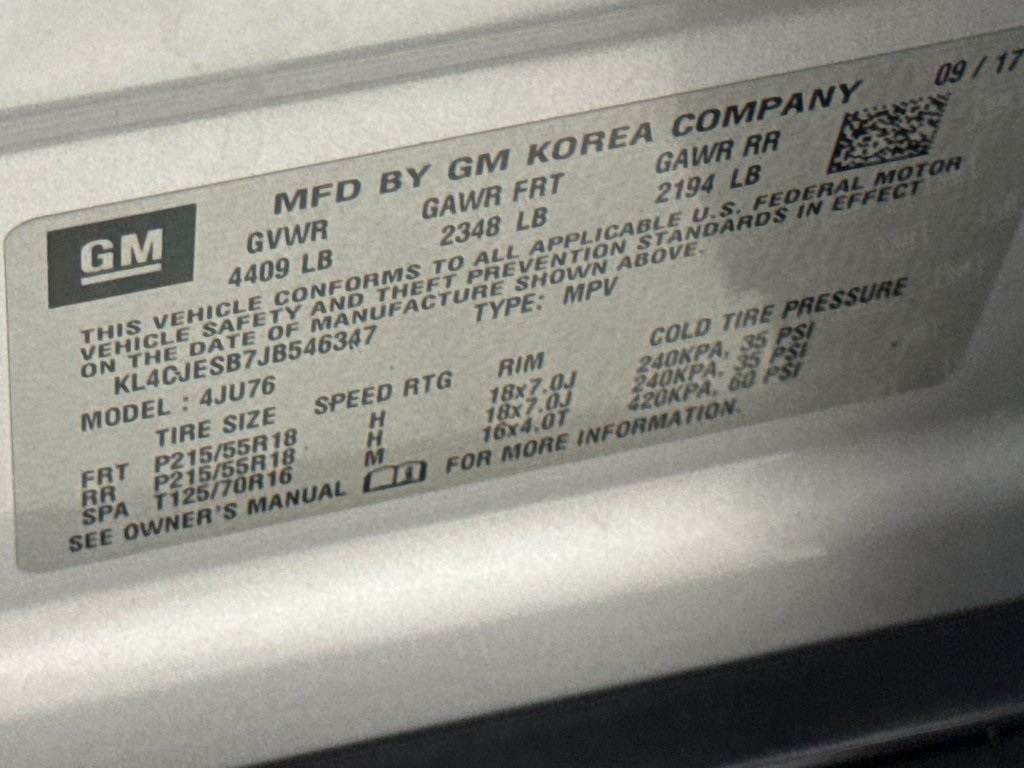 09 / 17
MFD BY GM KOREA COMPANY
GM
GVWR GAWR FRT GAWR RR
4409 LB 2348 LB 2194 LB
THIS VEHICLE CONFORMS TO ALL APPLICABLE U.S. FEDERAL MOTOR
VEHICLE SAFETY AND THEFT PREVENTION STANDARDS IN EFFECT
ON THE DATE OF MANUFACTURE SHOWN ABOVE.
KL4CJESB7JB546347 TYPE: MPV
MODEL : 4JU76
TIRE SIZE SPEED RTG RIM COLD TIRE PRESSURE
FRT P215/55R18 H 18x7.0J 240KPA, 35 PSI
RR P215/55R18 H 18x7.0J 240KPA, 35 PSI
SPA T125/70R16 M 16x4.0T 420KPA, 60 PSI
SEE OWNER'S MANUAL FOR MORE INFORMATION.